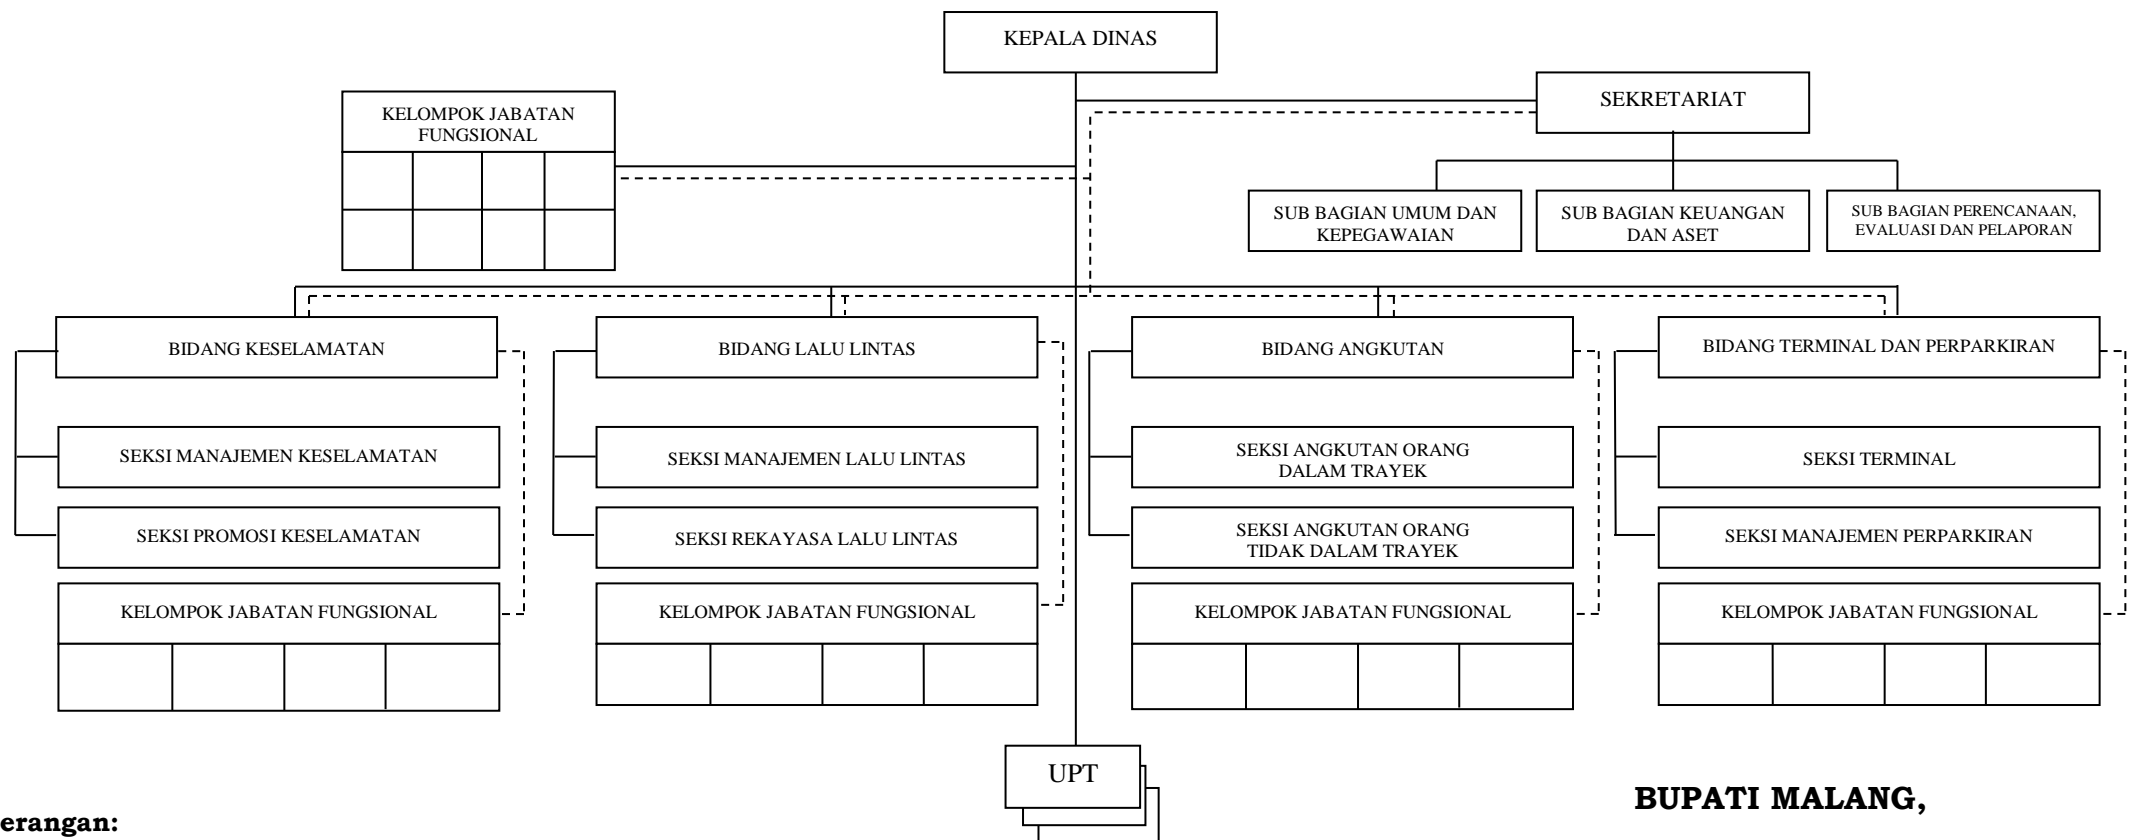 KEPALA DINAS
SEKRETARIAT
KELOMPOK JABATAN
FUNGSIONAL
SUB BAGIAN UMUM DAN
KEPEGAWAIAN
SUB BAGIAN KEUANGAN
DAN ASET
SUB BAGIAN PERENCANAAN,
EVALUASI DAN PELAPORAN
BIDANG KESELAMATAN
BIDANG LALU LINTAS
BIDANG ANGKUTAN
BIDANG TERMINAL DAN PERPARKIRAN
SEKSI MANAJEMEN KESELAMATAN
SEKSI MANAJEMEN LALU LINTAS
SEKSI ANGKUTAN ORANG
DALAM TRAYEK
SEKSI TERMINAL
SEKSI PROMOSI KESELAMATAN
SEKSI REKAYASA LALU LINTAS
SEKSI ANGKUTAN ORANG
TIDAK DALAM TRAYEK
SEKSI MANAJEMEN PERPARKIRAN
KELOMPOK JABATAN FUNGSIONAL
KELOMPOK JABATAN FUNGSIONAL
KELOMPOK JABATAN FUNGSIONAL
KELOMPOK JABATAN FUNGSIONAL
UPT
BUPATI MALANG,
erangan: